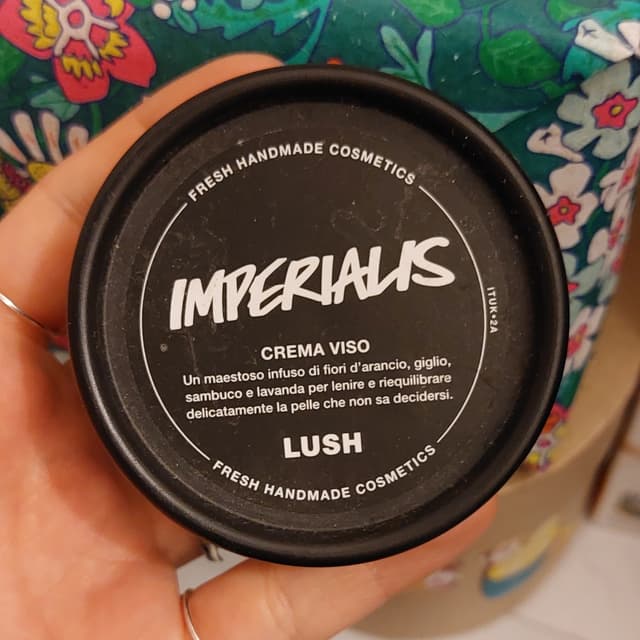 FRESH HANDMADE COSMETICS
IMPERIALIS
CREMA VISO
Un maestoso infuso di fiori d'arancio, giglio,
sambuco e lavanda per lenire e riequilibrare
delicatamente la pelle che non sa decidersi.
LUSH
FRESH HANDMADE COSMETICS
ITUK•2A